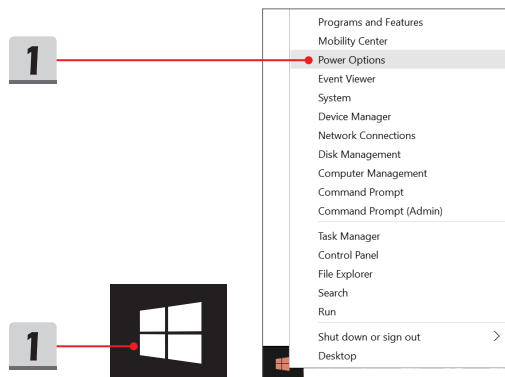 1
Programs and Features
Mobility Center
Power Options
Event Viewer
System
Device Manager
Network Connections
Disk Management
Computer Management
Command Prompt
Command Prompt (Admin)
Task Manager
Control Panel
File Explorer
Search
Run
Shut down or sign out
Desktop
1